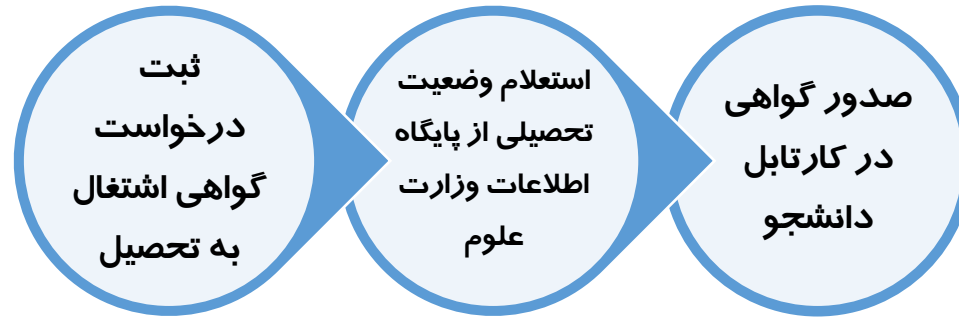 ثبت
درخواست
گواهی اشتغال
به تحصیل
استعلام وضعیت
تحصیلی از پایگاه
اطلاعات وزارت
علوم
صدور گواهی
در کارتابل
دانشجو